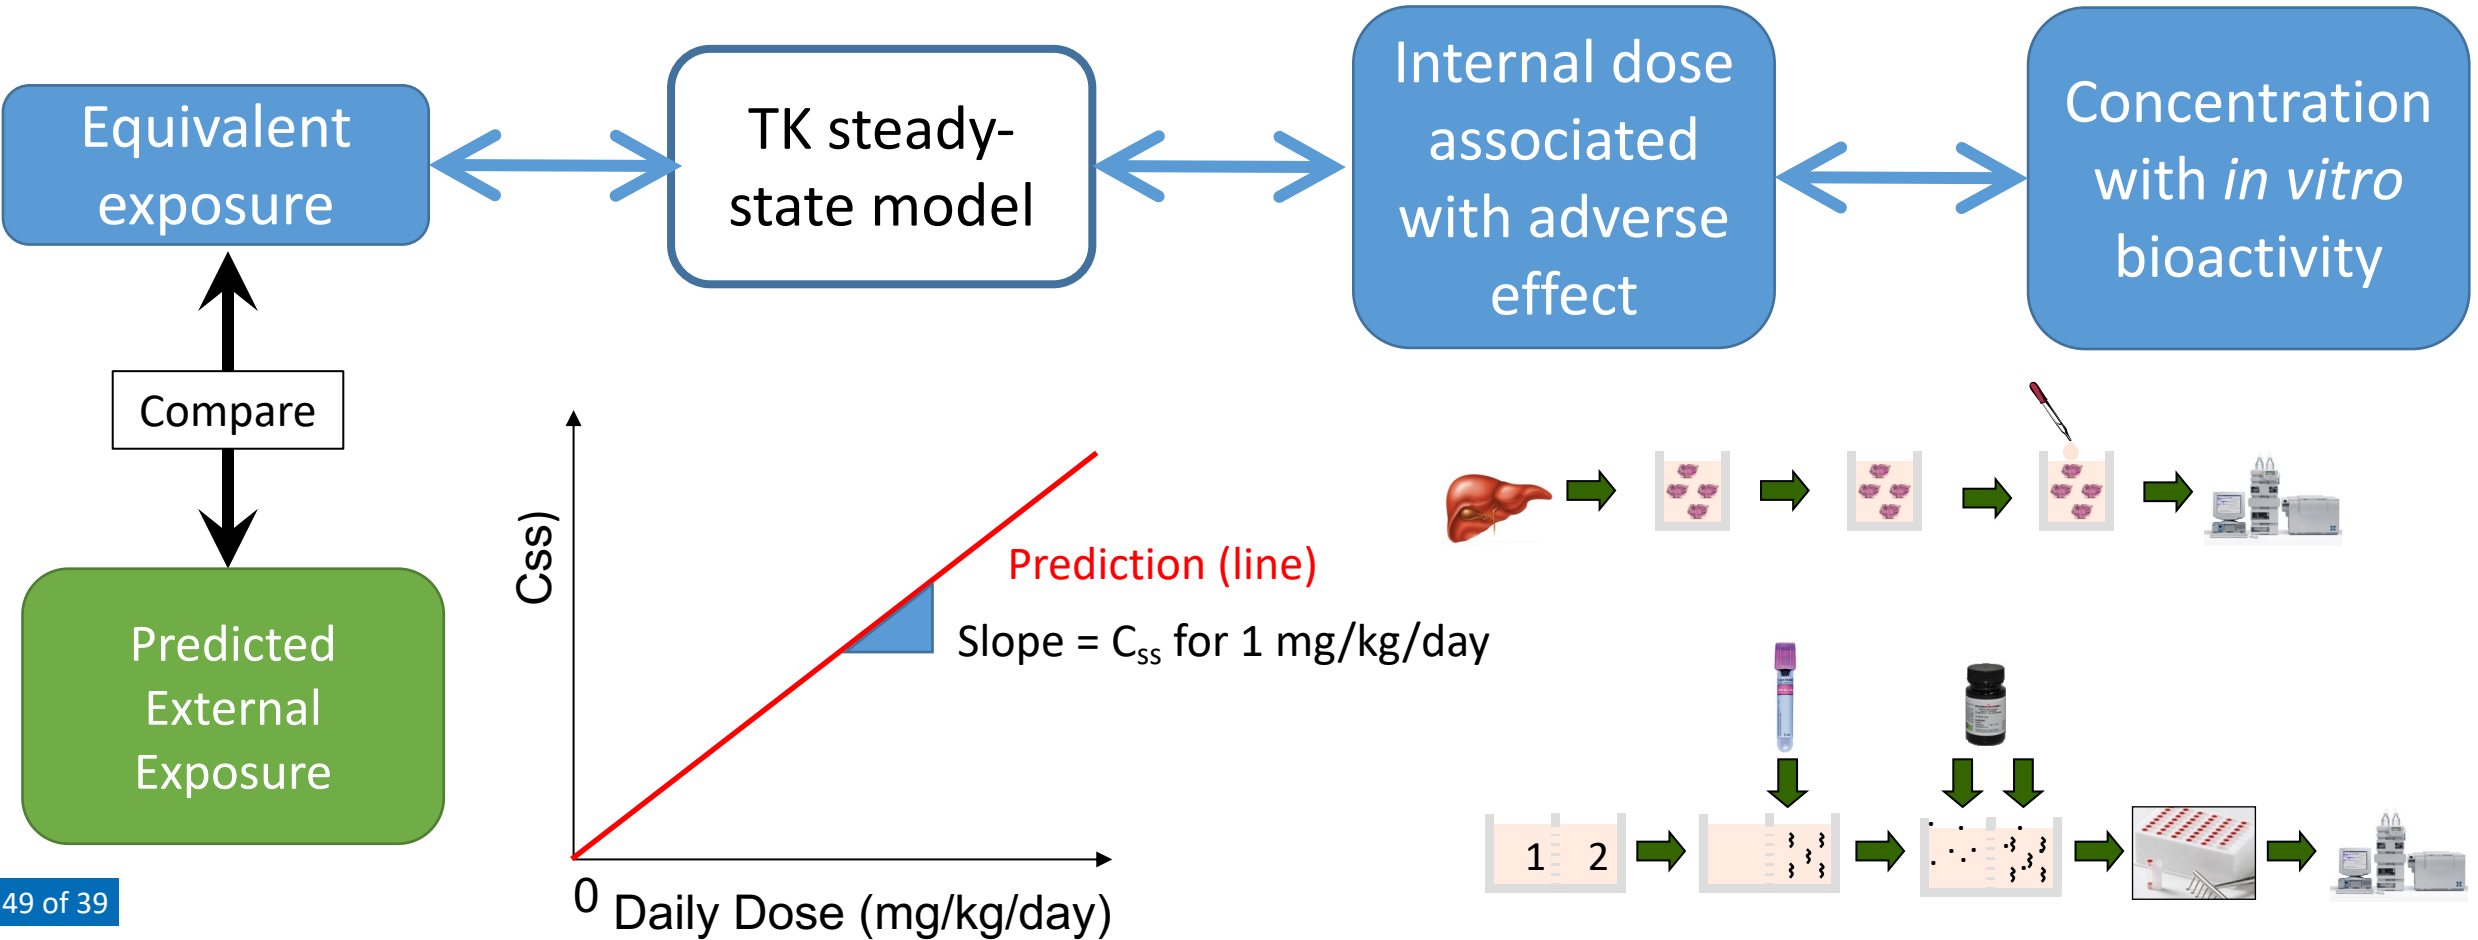 Equivalent
exposure
TK steady-
state model
Internal dose
associated
with adverse
effect
Concentration
with in vitro
bioactivity
Compare
Predicted
External
Exposure
Css)
Prediction (line)
Slope = Css for 1 mg/kg/day
0
Daily Dose (mg/kg/day)
1
2
49 of 39